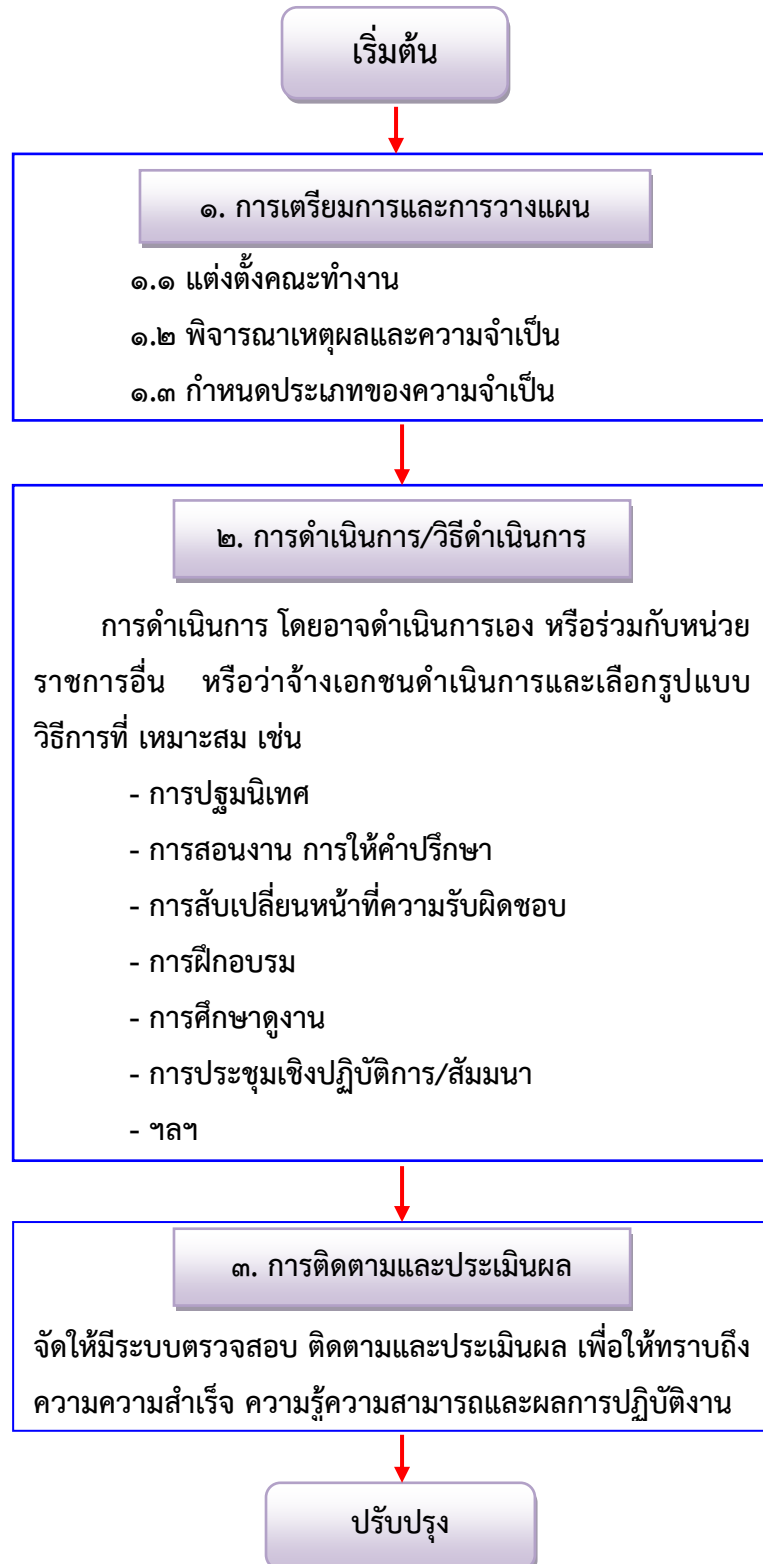 เริ่มต้น
๑. การเตรียมการและการวางแผน
๑.๑ แต่งตั้งคณะทำงาน
๑.๒ พิจารณาเหตุผลและความจำเป็น
๑.๓ กำหนดประเภทของความจำเป็น
๒. การดำเนินการ/วิธีดำเนินการ
การดำเนินการ โดยอาจดำเนินการเอง หรือร่วมกับหน่วย
ราชการอื่น หรือว่าจ้างเอกชนดำเนินการและเลือกรูปแบบ
วิธีการที่ เหมาะสม เช่น
- การปฐมนิเทศ
- การสอนงาน การให้คำปรึกษา
- การสับเปลี่ยนหน้าที่ความรับผิดชอบ
- การฝึกอบรม
- การศึกษาดูงาน
- การประชุมเชิงปฏิบัติการ/สัมมนา
- ฯลฯ
๓. การติดตามและประเมินผล
จัดให้มีระบบตรวจสอบ ติดตามและประเมินผล เพื่อให้ทราบถึง
ความความสำเร็จ ความรู้ความสามารถและผลการปฏิบัติงาน
ปรับปรุง